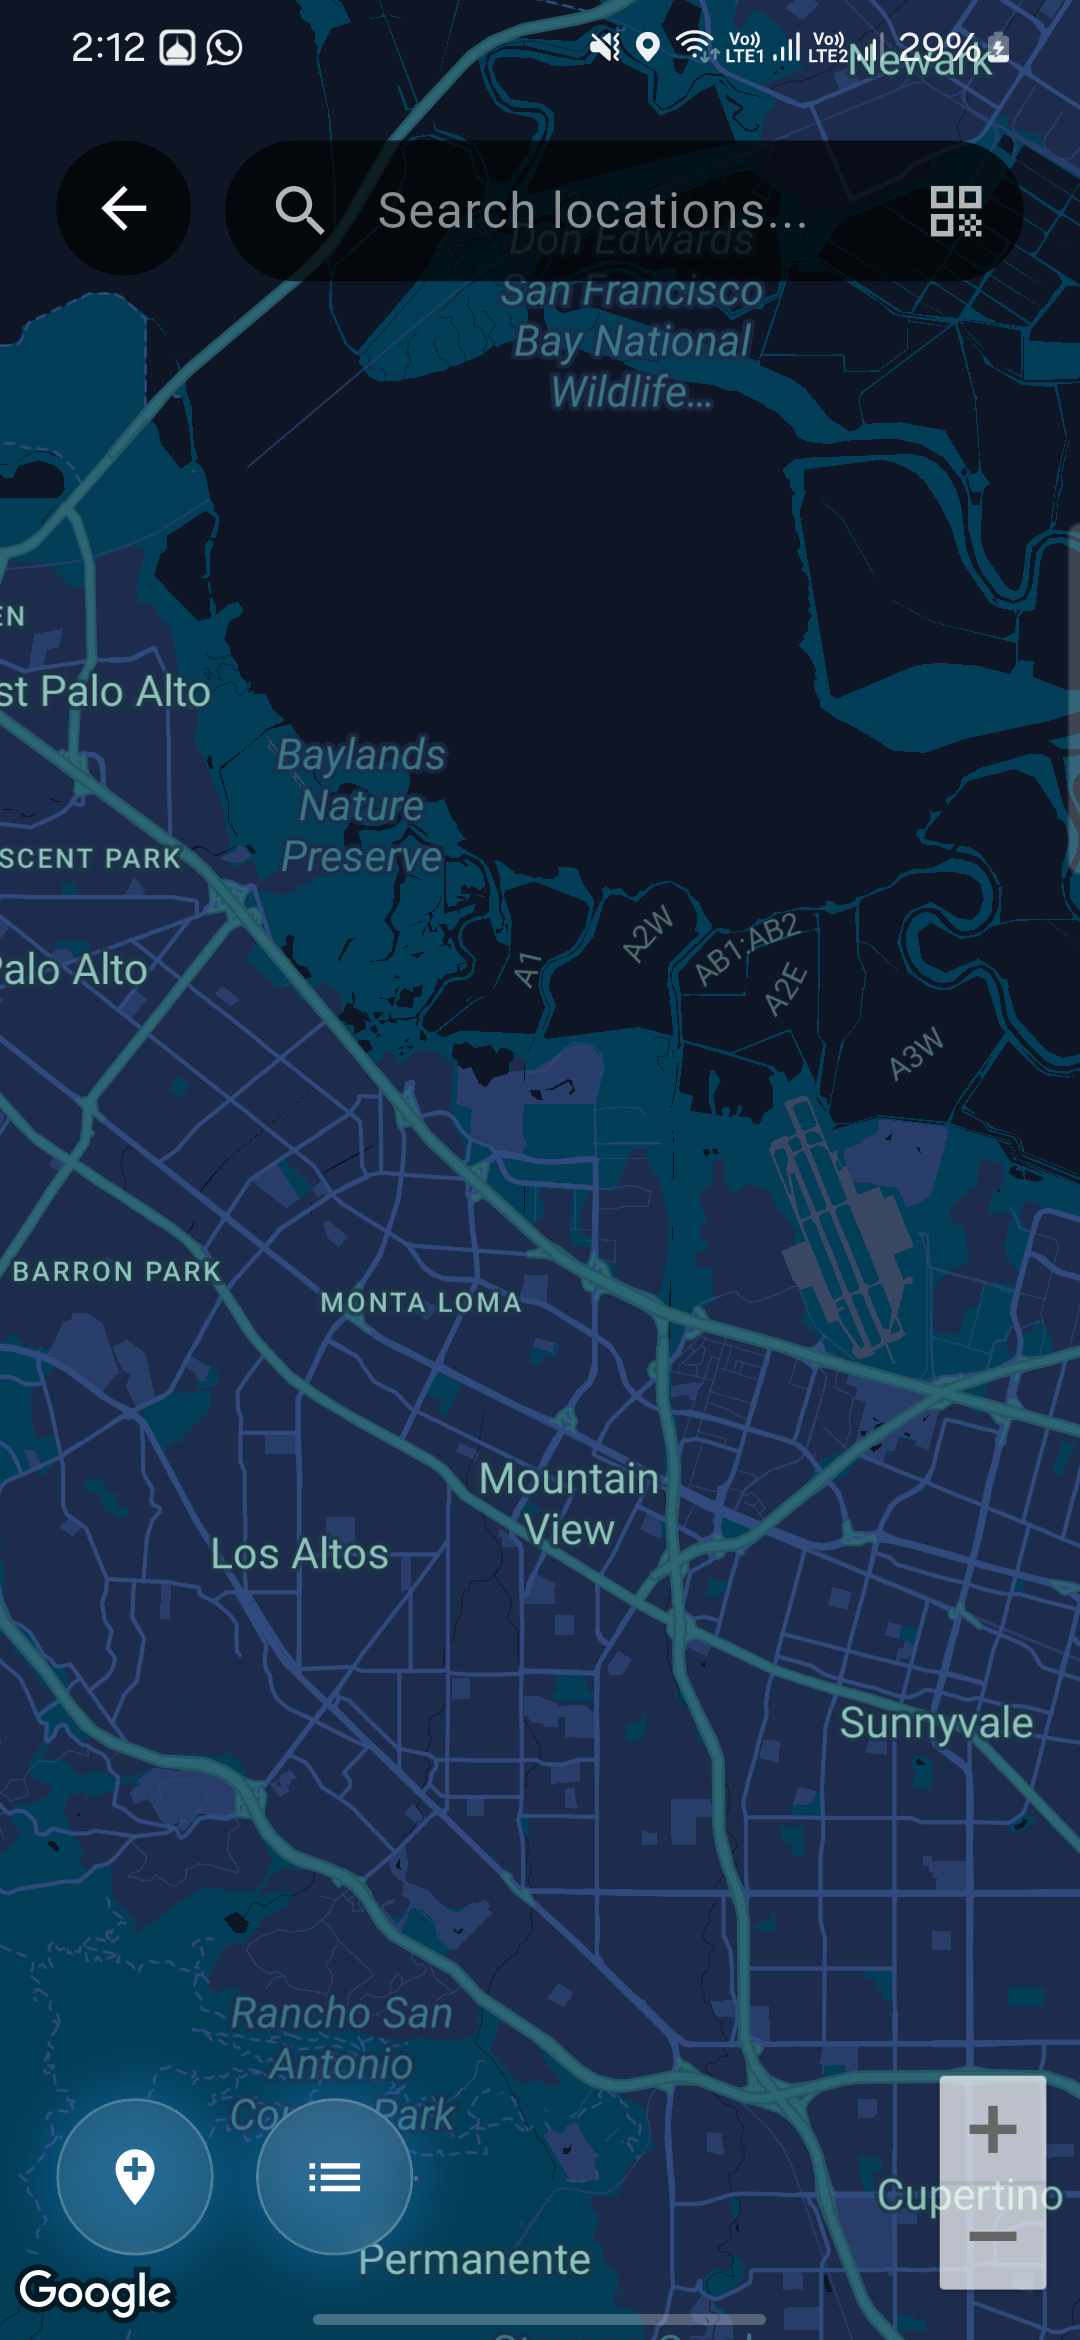 2:12
Vo)) LTE1
Vo)) LTE2
29%
Newark
Search locations...
Don Edwards
San Francisco
Bay National
Wildlife...
EN
st Palo Alto
Baylands
Nature
Preserve
SCENT PARK
Palo Alto
A1
A2W
AB1;AB2
A2E
A3W
BARRON PARK
MONTA LOMA
Mountain
View
Los Altos
Sunnyvale
Rancho San
Antonio
Park
Cupertino
Permanente
Google